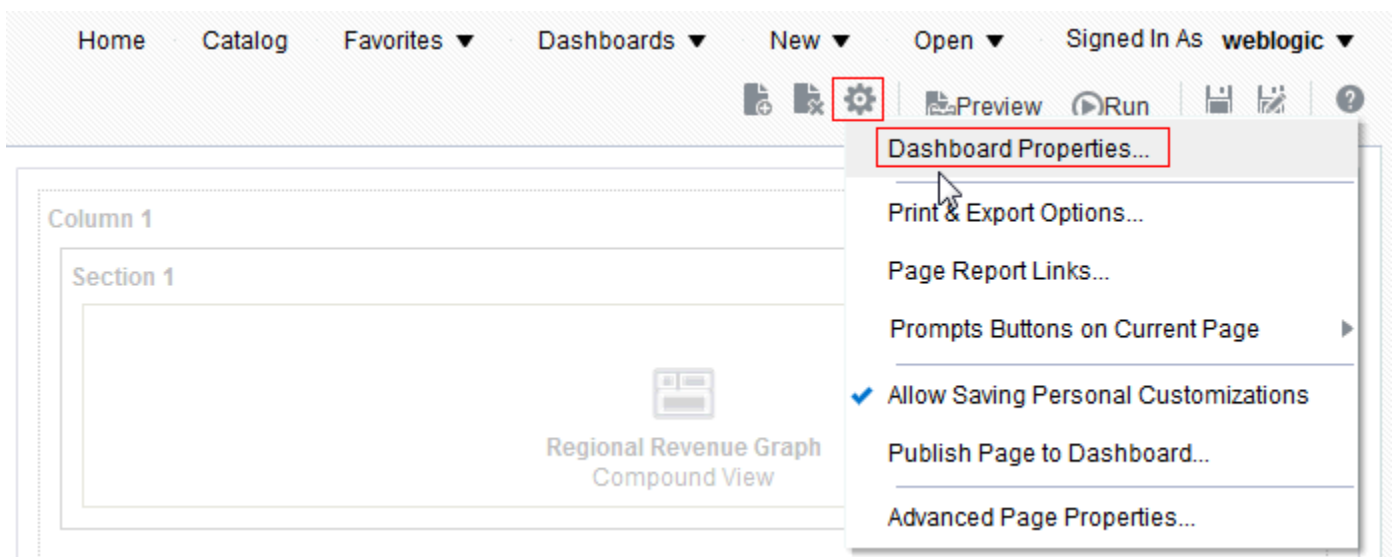 Home Catalog Favorites ▼ Dashboards ▼ New ▼ Open ▼ Signed In As weblogic ▼
Preview Run ?
Dashboard Properties...
Column 1
Print & Export Options...
Section 1
Page Report Links...
Prompts Buttons on Current Page
Allow Saving Personal Customizations
Regional Revenue Graph
Publish Page to Dashboard...
Compound View
Advanced Page Properties...